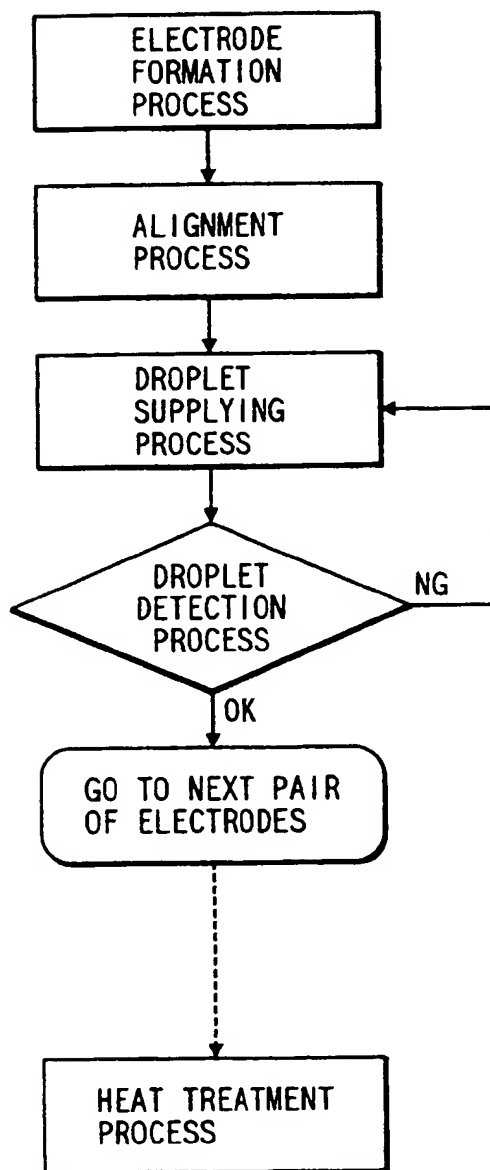 ELECTRODE
FORMATION
PROCESS
ALIGNMENT
PROCESS
DROPLET
SUPPLYING
PROCESS
DROPLET
DETECTION
PROCESS
NG
OK
GO TO NEXT PAIR
OF ELECTRODES
HEAT TREATMENT
PROCESS